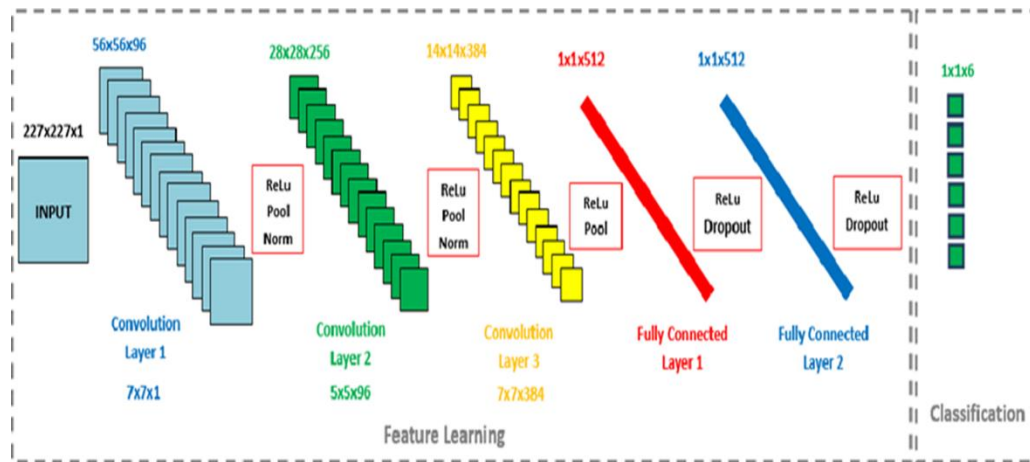 56x56x96
28x28x256
14x14x384
1x1x512
1x1x512
1x1x6
227x227x1
INPUT
ReLu
Pool
Norm
ReLu
Pool
Norm
ReLu
Pool
ReLu
Dropout
ReLu
Dropout
Convolution
Layer 1
7x7x1
Convolution
Layer 2
5x5x96
Convolution
Layer 3
7x7x384
Fully Connected
Layer 1
Fully Connected
Layer 2
Feature Learning
Classification